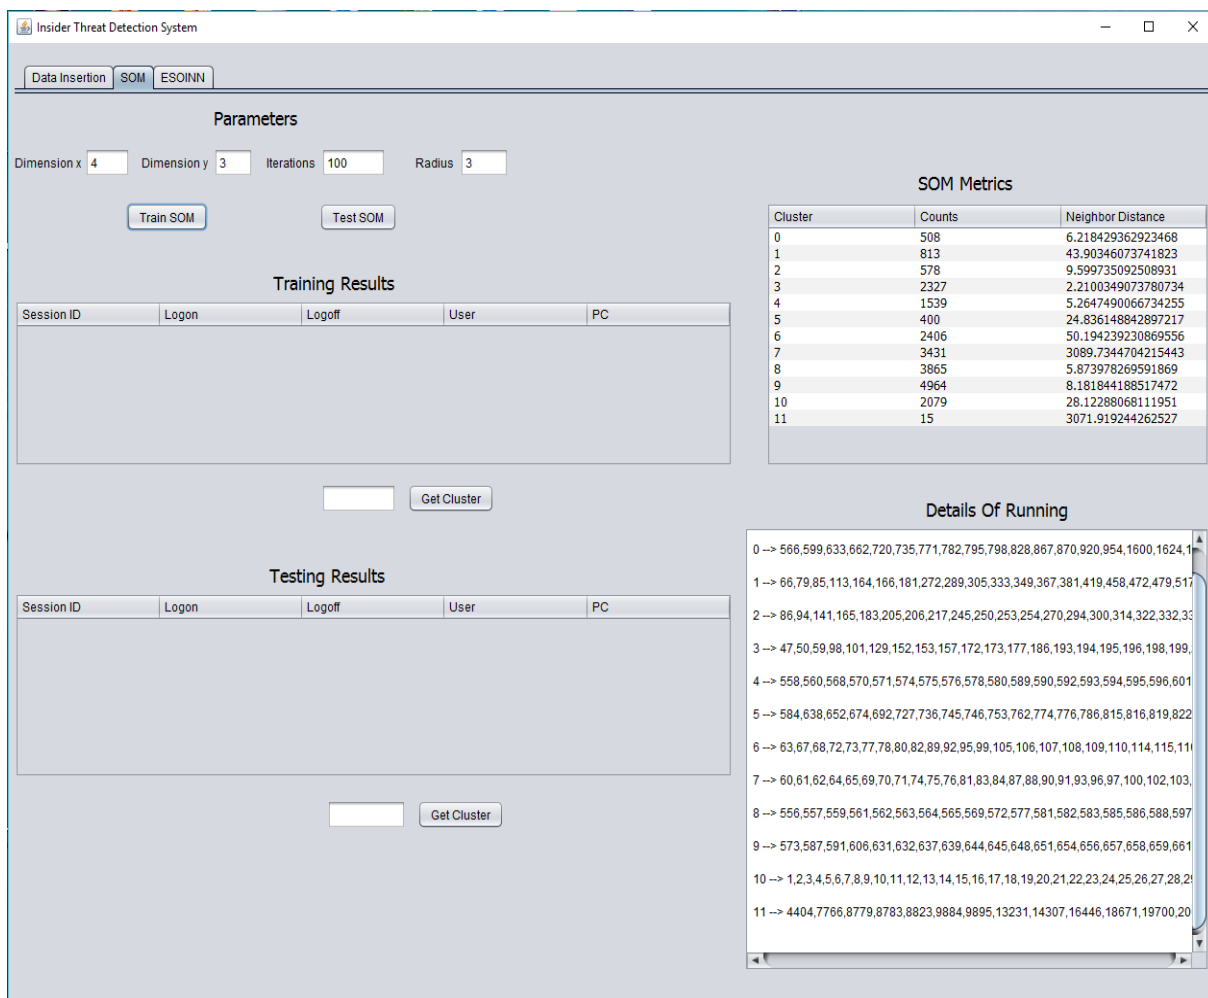 Insider Threat Detection System
Data Insertion SOM ESOINN
Parameters
Dimension x 4 Dimension y 3 Iterations 100 Radius 3
Train SOM Test SOM
Training Results
Session ID Logon Logoff User PC
Get Cluster
Testing Results
Session ID Logon Logoff User PC
Get Cluster
SOM Metrics
Cluster Counts Neighbor Distance
0 508 6.218429362923468
1 813 43.90346073741823
2 578 9.599735092508931
3 2327 2.2100349073780734
4 1539 5.2647490066734255
5 400 24.836148842897217
6 2406 50.194239230869556
7 3431 3089.7344704215443
8 3865 5.873978269591869
9 4964 8.181844188517472
10 2079 28.12288068111951
11 15 3071.919244262527
Details Of Running
0 --> 566,599,633,662,720,735,771,782,795,798,828,867,870,920,954,1600,1624,1
1 --> 66,79,85,113,164,166,181,272,289,305,333,349,367,381,419,458,472,479,517
2 --> 86,94,141,165,183,205,206,217,245,250,253,254,270,294,300,314,322,332,33
3 --> 47,50,59,98,101,129,152,153,157,172,173,177,186,193,194,195,196,198,199,
4 --> 558,560,568,570,571,574,575,576,578,580,589,590,592,593,594,595,596,601
5 --> 584,638,652,674,692,727,736,745,746,753,762,774,776,786,815,816,819,822
6 --> 63,67,68,72,73,77,78,80,82,89,92,95,99,105,106,107,108,109,110,114,115,11
7 --> 60,61,62,64,65,69,70,71,74,75,76,81,83,84,87,88,90,91,93,96,97,100,102,103,
8 --> 556,557,559,561,562,563,564,565,569,572,577,581,582,583,585,586,588,597
9 --> 573,587,591,606,631,632,637,639,644,645,648,651,654,656,657,658,659,661
10 --> 1,2,3,4,5,6,7,8,9,10,11,12,13,14,15,16,17,18,19,20,21,22,23,24,25,26,27,28,2
11 --> 4404,7766,8779,8783,8823,9884,9895,13231,14307,16446,18671,19700,20